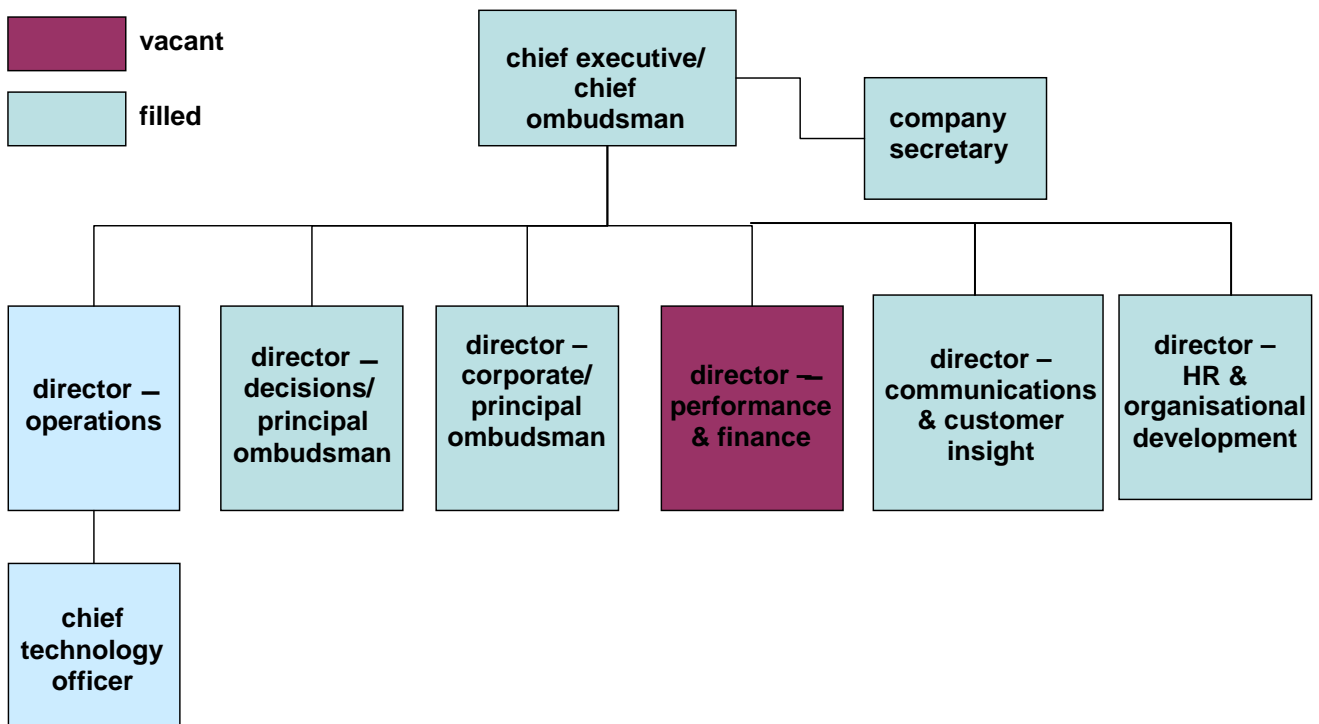 vacant
filled
chief executive/
chief
ombudsman
company
secretary
director –
operations
director –
decisions/
principal
ombudsman
director –
corporate/
principal
ombudsman
director –
performance
& finance
director –
communications
& customer
insight
director –
HR &
organisational
development
chief
technology
officer